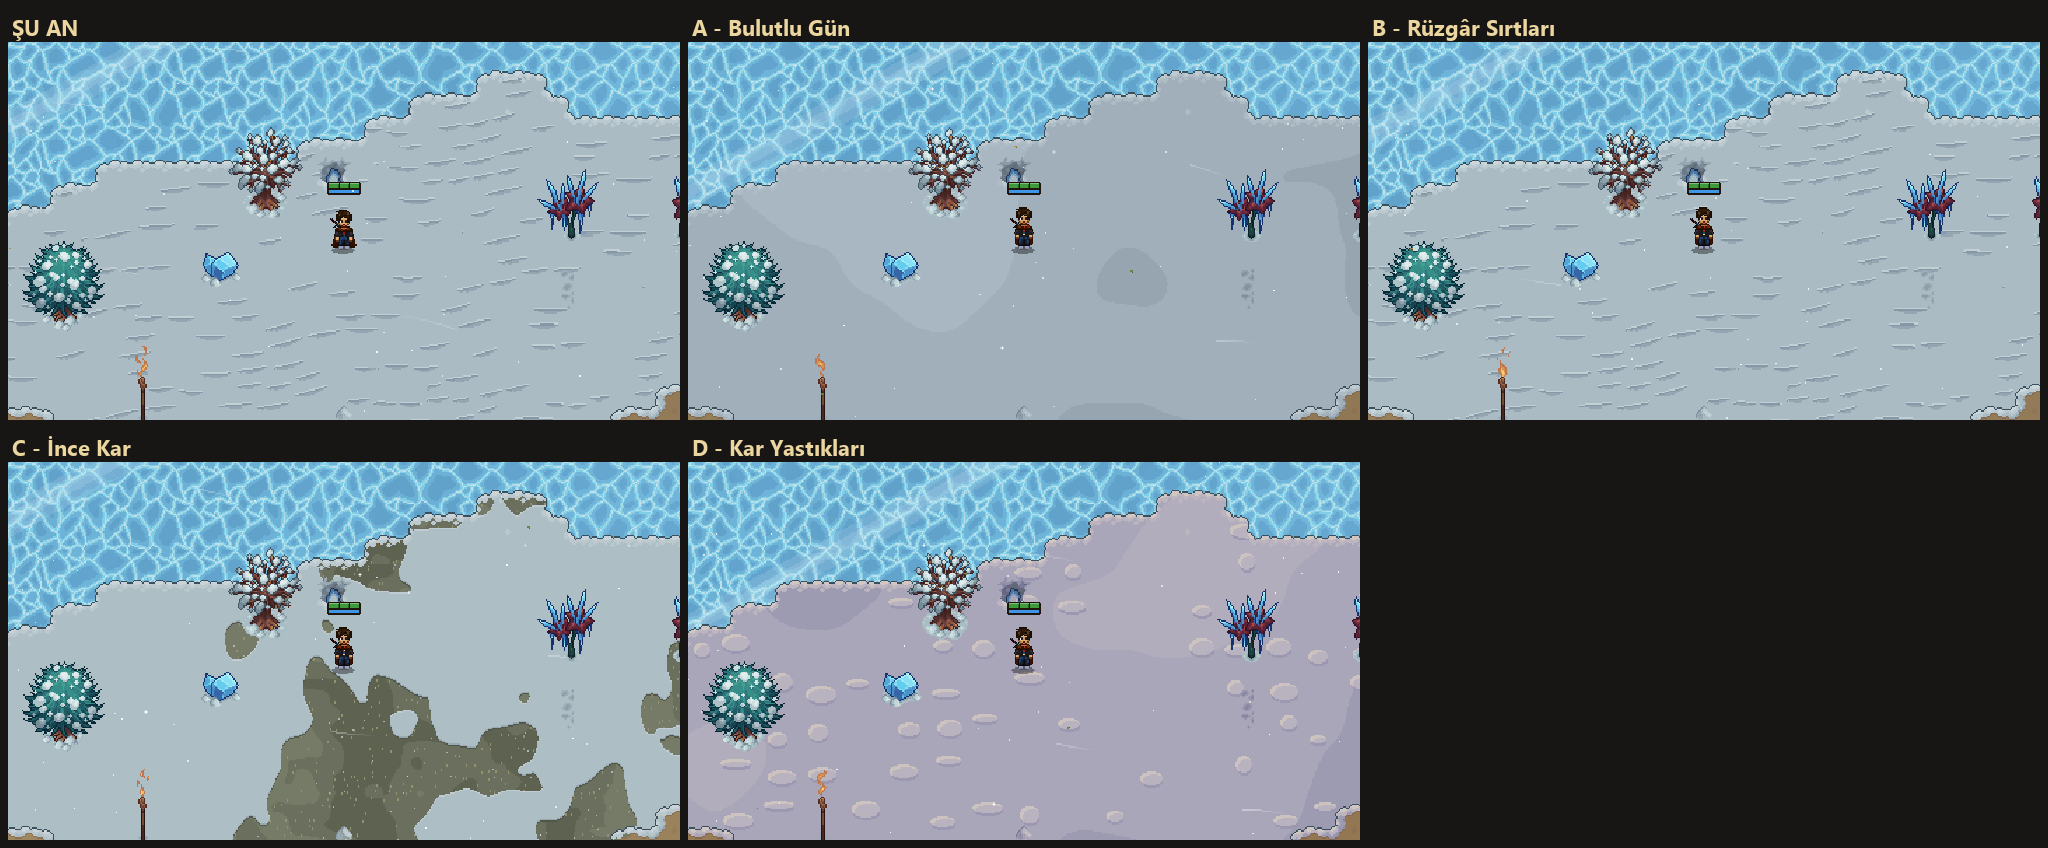 ŞU AN
A - Bulutlu Gün
B - Rüzgâr Sırtları
C - İnce Kar
D - Kar Yastıkları